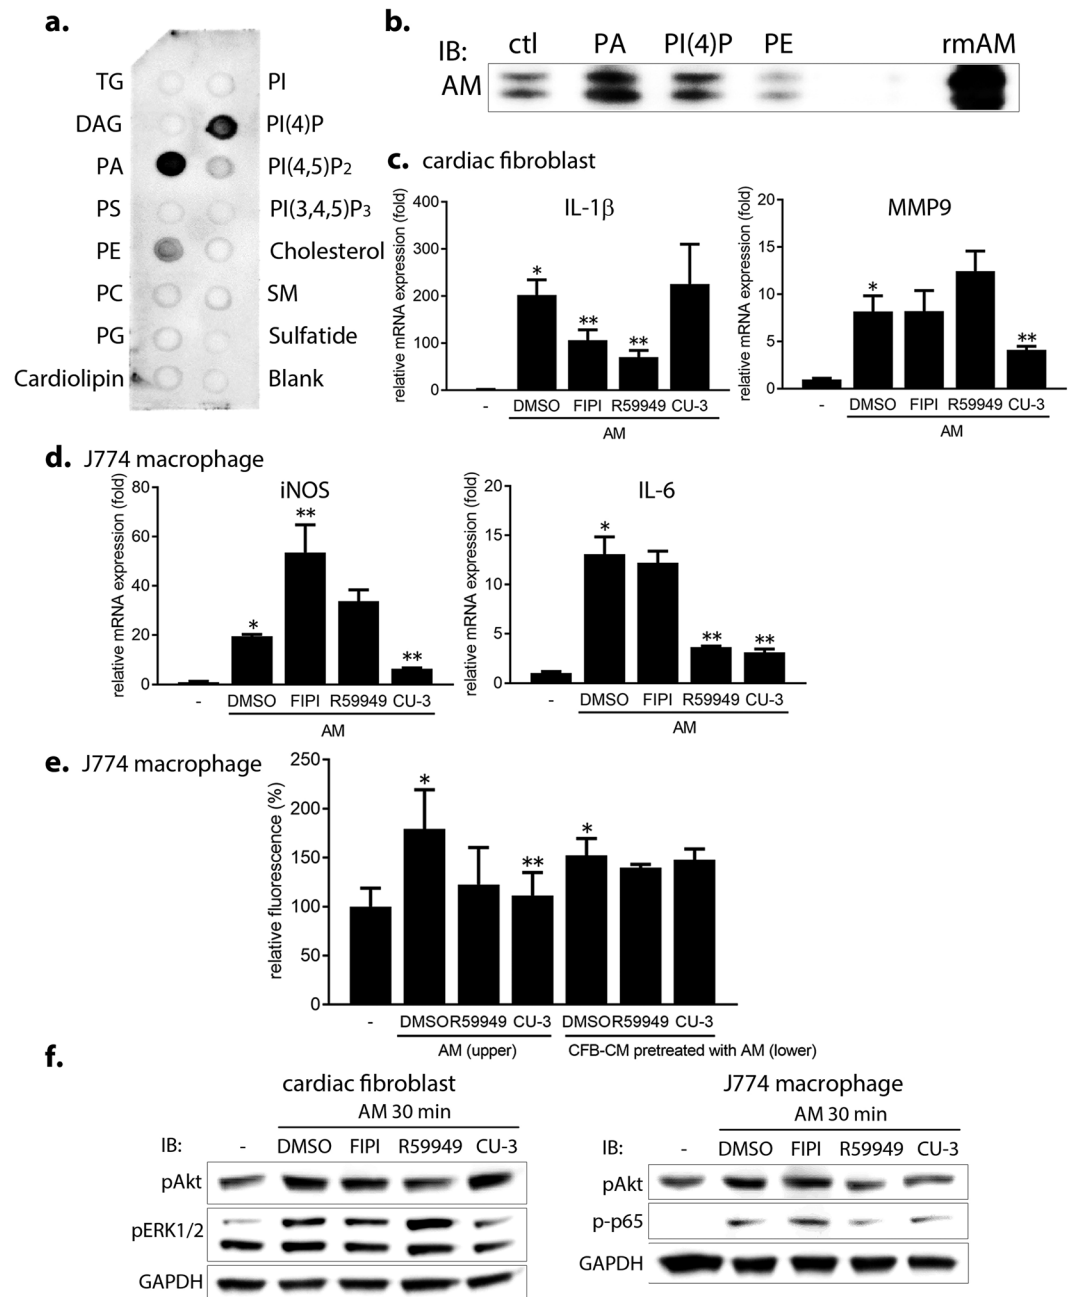 a.
TG PI
DAG PI(4)P
PA PI(4,5)P2
PS PI(3,4,5)P3
PE Cholesterol
PC SM
PG Sulfatide
Cardiolipin Blank
b.
IB: ctl PA PI(4)P PE rmAM
AM
c. cardiac fibroblast
relative mRNA expression (fold)
IL-1β
400
300
200
100
0
* ** **
- DMSO FIPI R59949 CU-3
AM
relative mRNA expression (fold)
MMP9
20
15
10
5
0
* **
- DMSO FIPI R59949 CU-3
AM
d. J774 macrophage
relative mRNA expression (fold)
iNOS
80
60
40
20
0
* ** **
- DMSO FIPI R59949 CU-3
AM
relative mRNA expression (fold)
IL-6
20
15
10
5
0
* ** **
- DMSO FIPI R59949 CU-3
AM
e. J774 macrophage
relative fluorescence (%)
250
200
150
100
50
0
* ** *
- DMSO R59949 CU-3 DMSO R59949 CU-3
AM (upper) CFB-CM pretreated with AM (lower)
f.
cardiac fibroblast
AM 30 min
IB: - DMSO FIPI R59949 CU-3
pAkt
pERK1/2
GAPDH
J774 macrophage
AM 30 min
IB: - DMSO FIPI R59949 CU-3
pAkt
p-p65
GAPDH